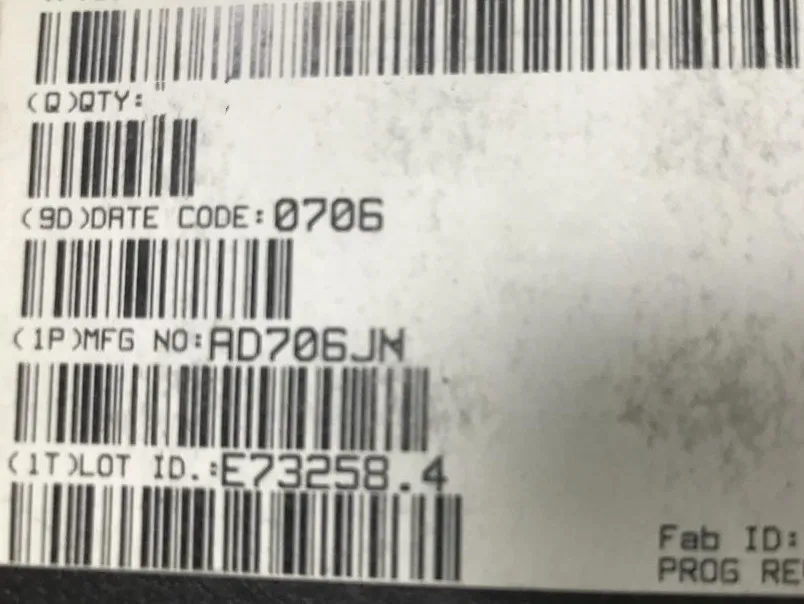 (Q)QTY:
(9D)DATE CODE:0706
(1P)MFG NO:AD706JN
(1T)LOT ID.:E73258.4
Fab ID:
PROG RE